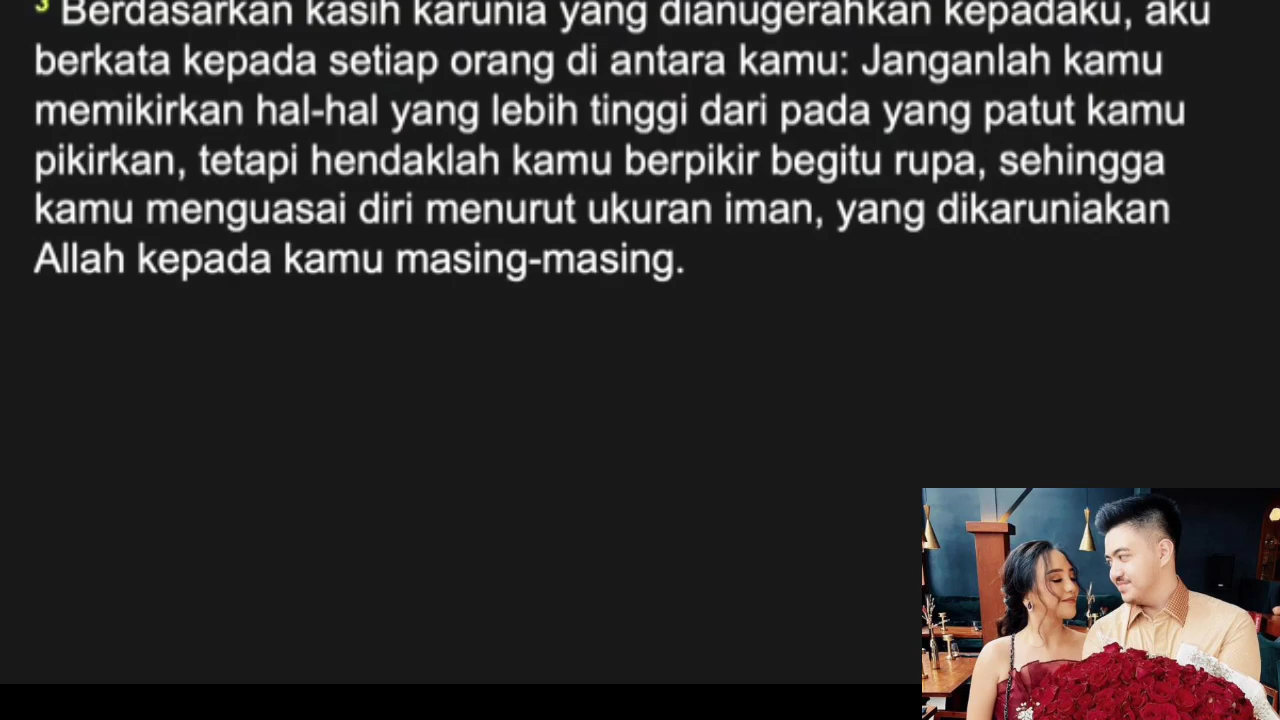 3 Berdasarkan kasih karunia yang dianugerahkan kepadaku, aku
berkata kepada setiap orang di antara kamu: Janganlah kamu
memikirkan hal-hal yang lebih tinggi dari pada yang patut kamu
pikirkan, tetapi hendaklah kamu berpikir begitu rupa, sehingga
kamu menguasai diri menurut ukuran iman, yang dikaruniakan
Allah kepada kamu masing-masing.